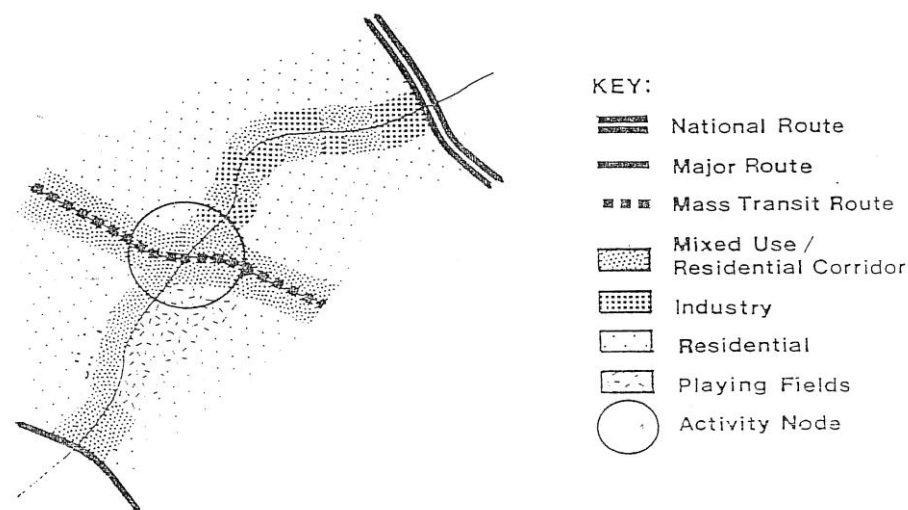 KEY:
National Route
Major Route
Mass Transit Route
Mixed Use /
Residential Corridor
Industry
Residential
Playing Fields
Activity Node